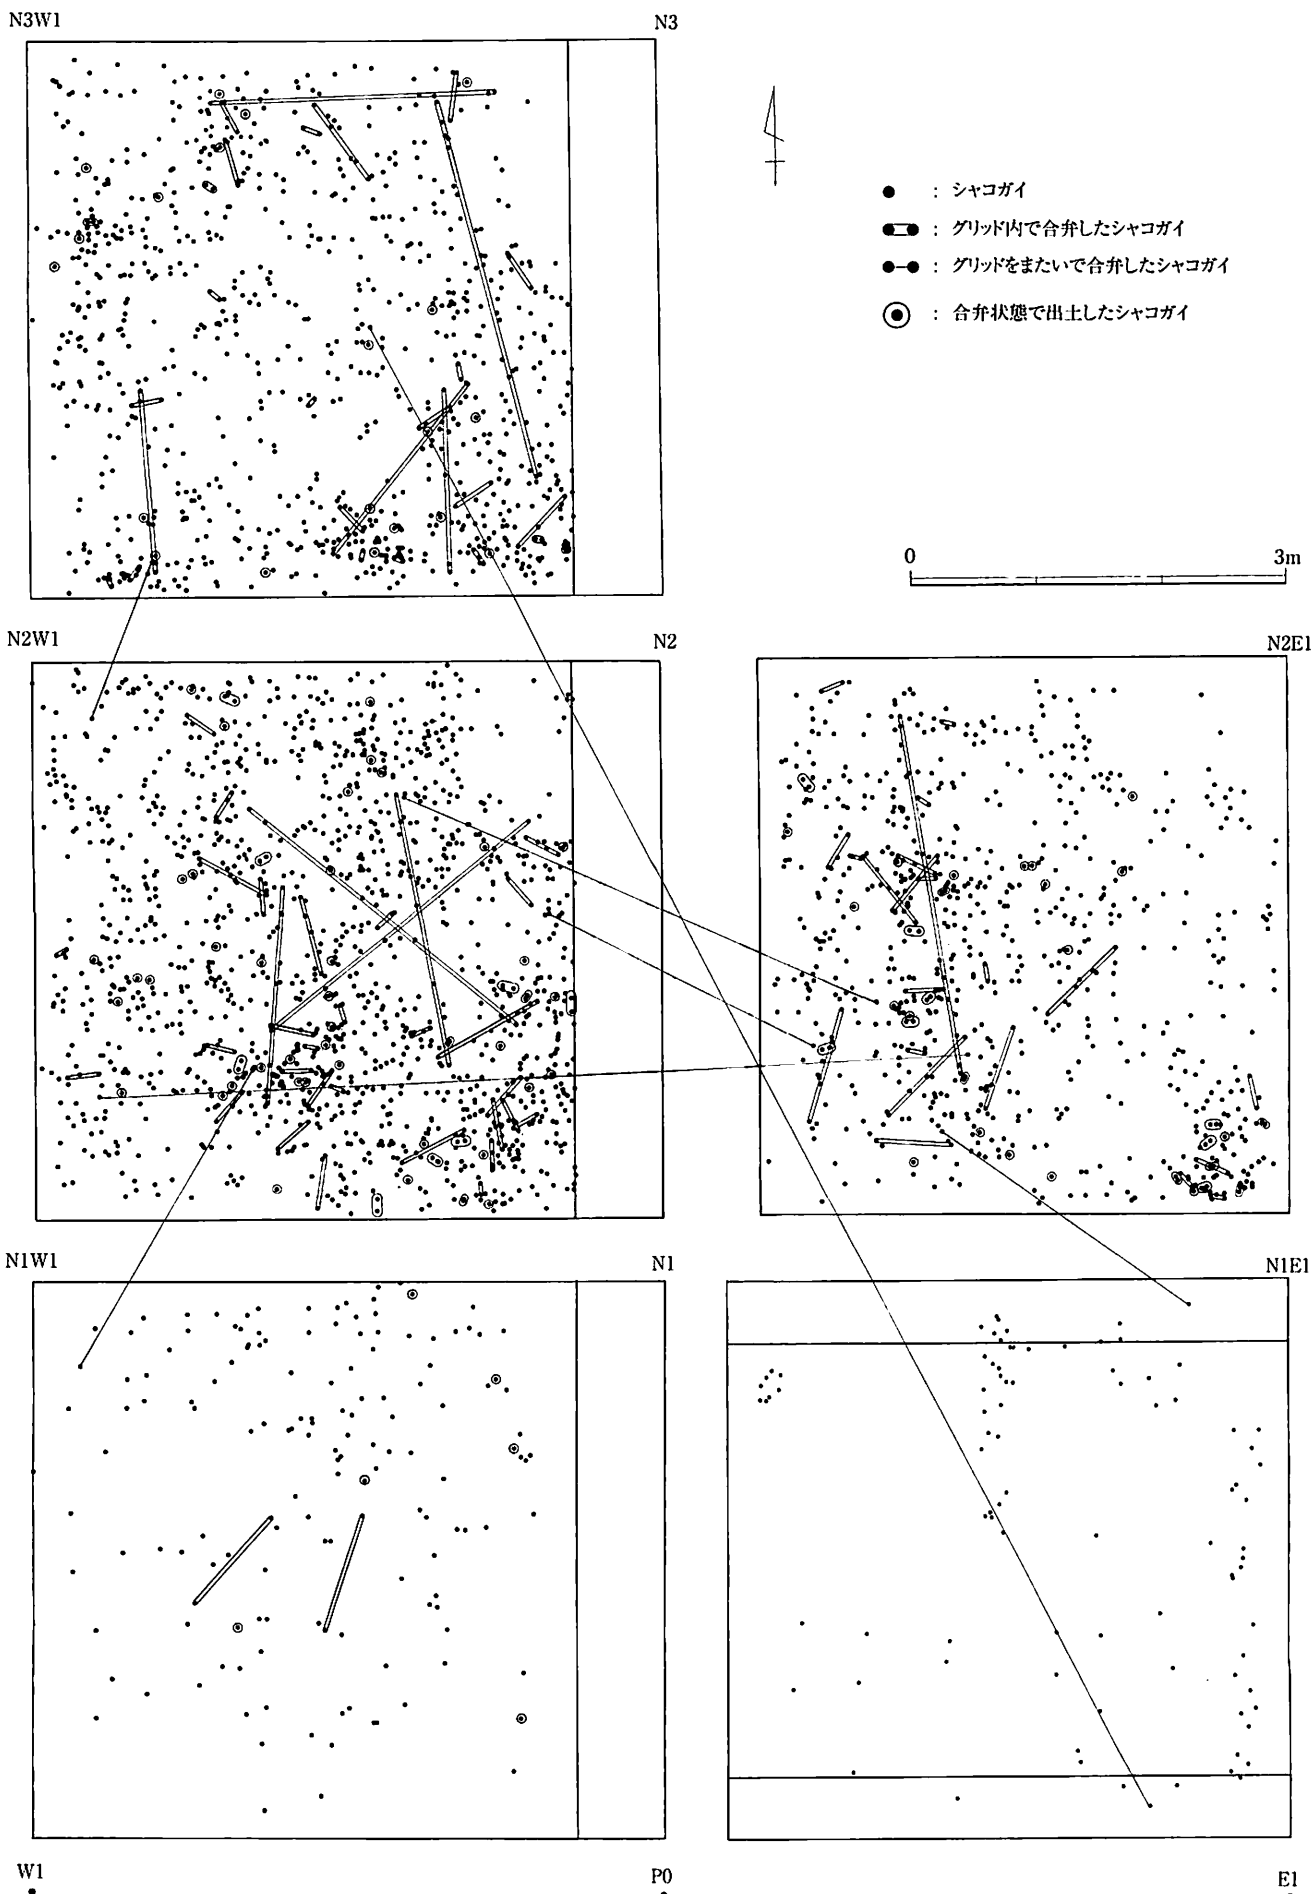 N3W1 N3
● : シャコガイ
●▭● : グリッド内で合弁したシャコガイ
●-● : グリッドをまたいで合弁したシャコガイ
◉ : 合弁状態で出土したシャコガイ
0 3m
N2W1 N2 N2E1
N1W1 N1 N1E1
W1 P0 E1